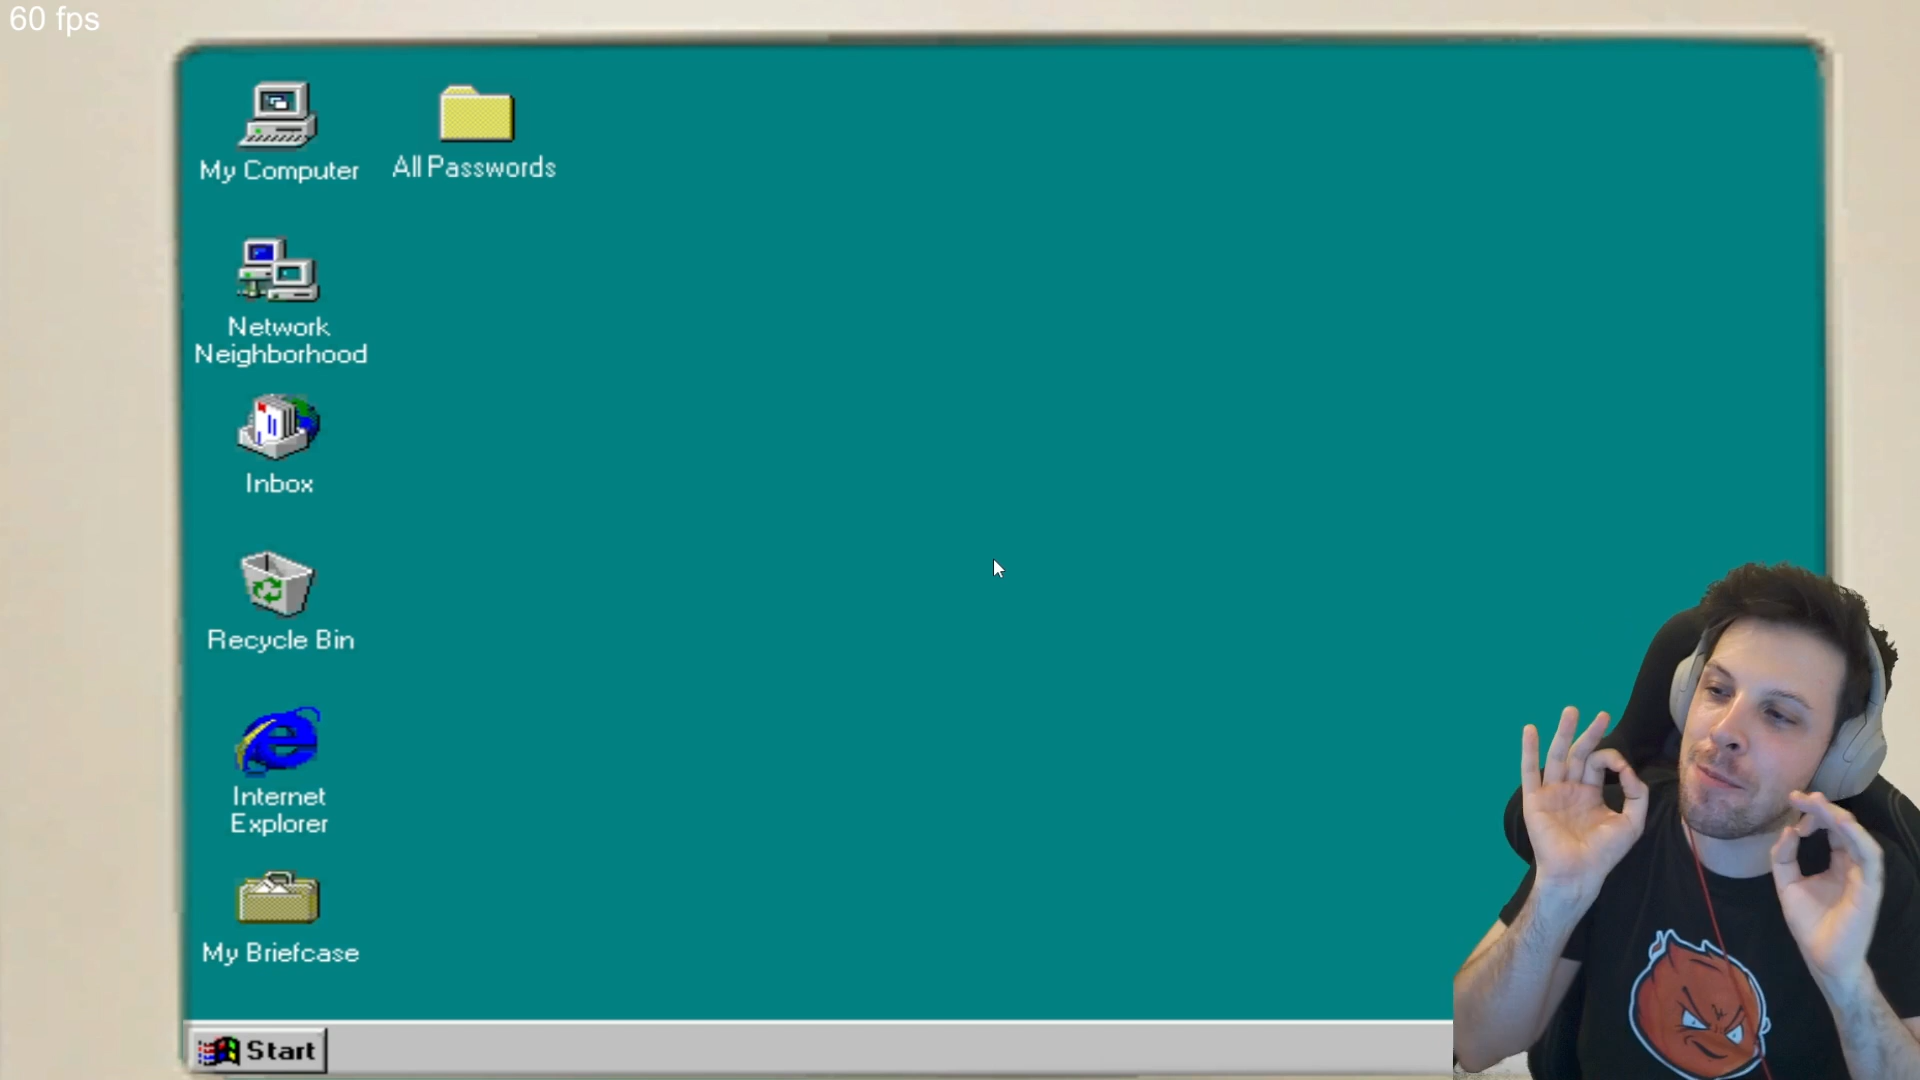 60 fps
My Computer
All Passwords
Network
Neighborhood
Inbox
Recycle Bin
Internet
Explorer
My Briefcase
Start